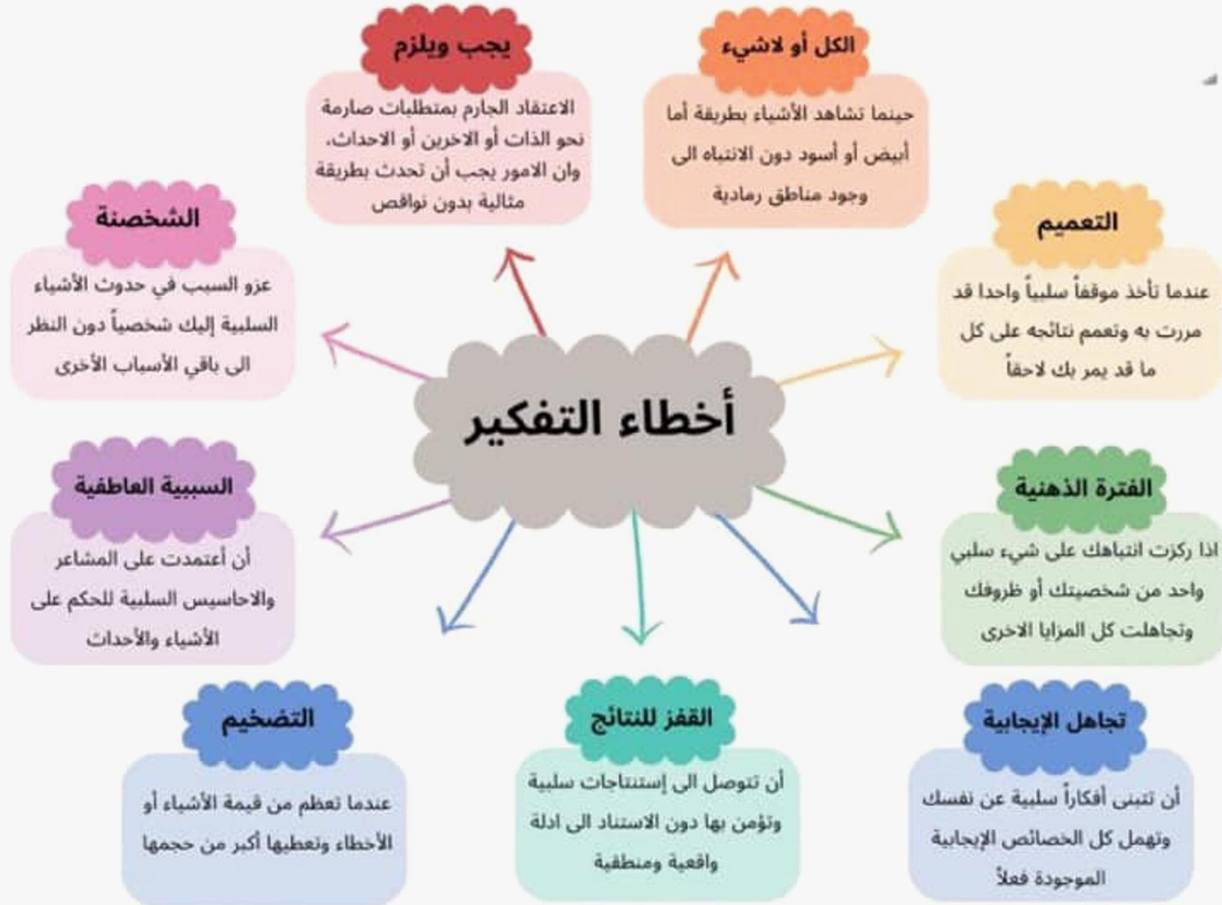 أخطاء التفكير
الكل أو لاشيء
حينما تشاهد الأشياء بطريقة أما
أبيض أو أسود دون الانتباه الى
وجود مناطق رمادية
التعميم
عندما تأخذ موقفاً سلبياً واحدا قد
مررت به وتعمم نتائجه على كل
ما قد يمر بك لاحقاً
الفترة الذهنية
اذا ركزت انتباهك على شيء سلبي
واحد من شخصيتك أو ظروفك
وتجاهلت كل المزايا الاخرى
تجاهل الإيجابية
أن تتبنى أفكاراً سلبية عن نفسك
وتهمل كل الخصائص الإيجابية
الموجودة فعلاً
القفز للنتائج
أن تتوصل الى إستنتاجات سلبية
وتؤمن بها دون الاستناد الى ادلة
واقعية ومنطقية
التضخيم
عندما تعظم من قيمة الأشياء أو
الأخطاء وتعطيها أكبر من حجمها
السببية العاطفية
أن أعتمدت على المشاعر
والاحاسيس السلبية للحكم على
الأشياء والأحداث
الشخصنة
عزو السبب في حدوث الأشياء
السلبية إليك شخصياً دون النظر
الى باقي الأسباب الأخرى
يجب ويلزم
الاعتقاد الجارم بمتطلبات صارمة
نحو الذات أو الاخرين أو الاحداث،
وان الامور يجب أن تحدث بطريقة
مثالية بدون نواقص